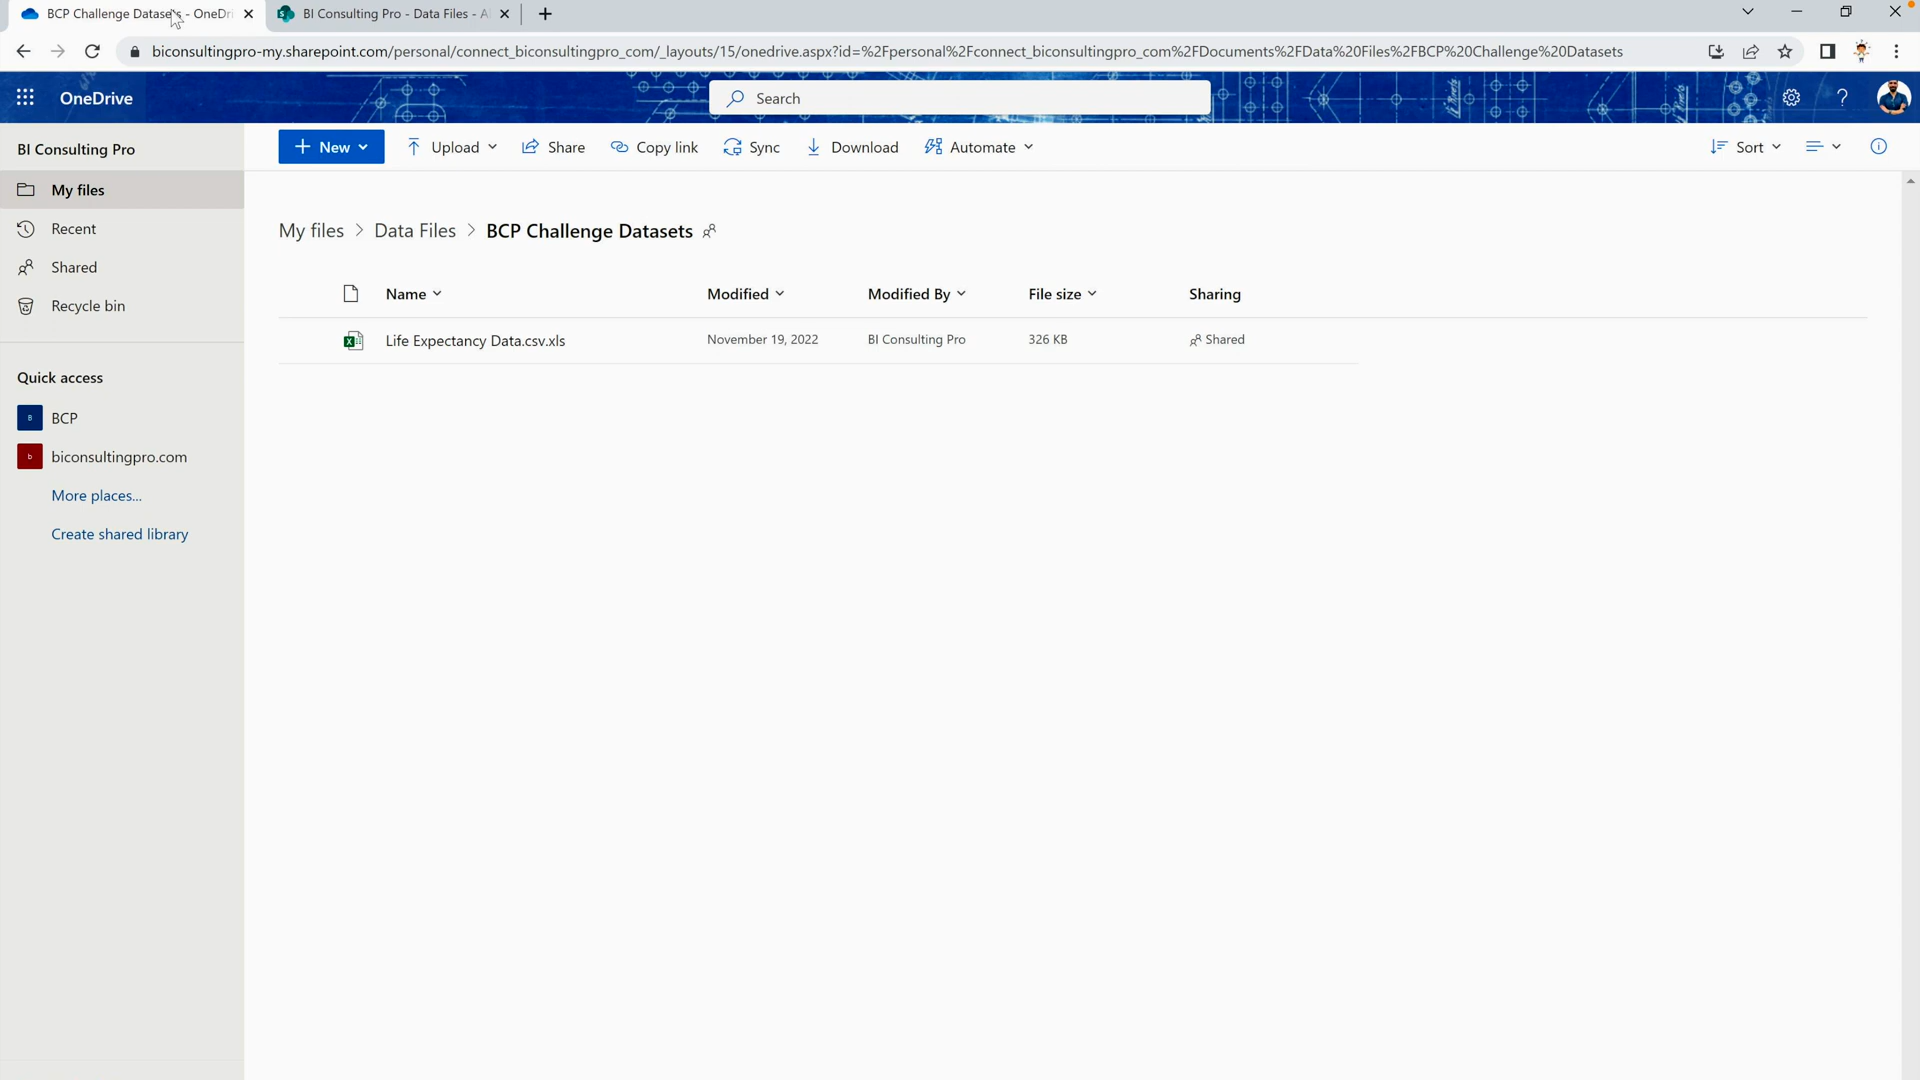 BCP Challenge Datasets - OneDri
BI Consulting Pro - Data Files - A
biconsultingpro-my.sharepoint.com/personal/connect_biconsultingpro_com/_layouts/15/onedrive.aspx?id=%2Fpersonal%2Fconnect_biconsultingpro_com%2FDocuments%2FData%20Files%2FBCP%20Challenge%20Datasets
OneDrive
Search
BI Consulting Pro
New
Upload
Share
Copy link
Sync
Download
Automate
Sort
My files
Recent
Shared
Recycle bin
Quick access
B
BCP
b
biconsultingpro.com
More places...
Create shared library
My files > Data Files > BCP Challenge Datasets
Name
Modified
Modified By
File size
Sharing
Life Expectancy Data.csv.xls
November 19, 2022
BI Consulting Pro
326 KB
Shared